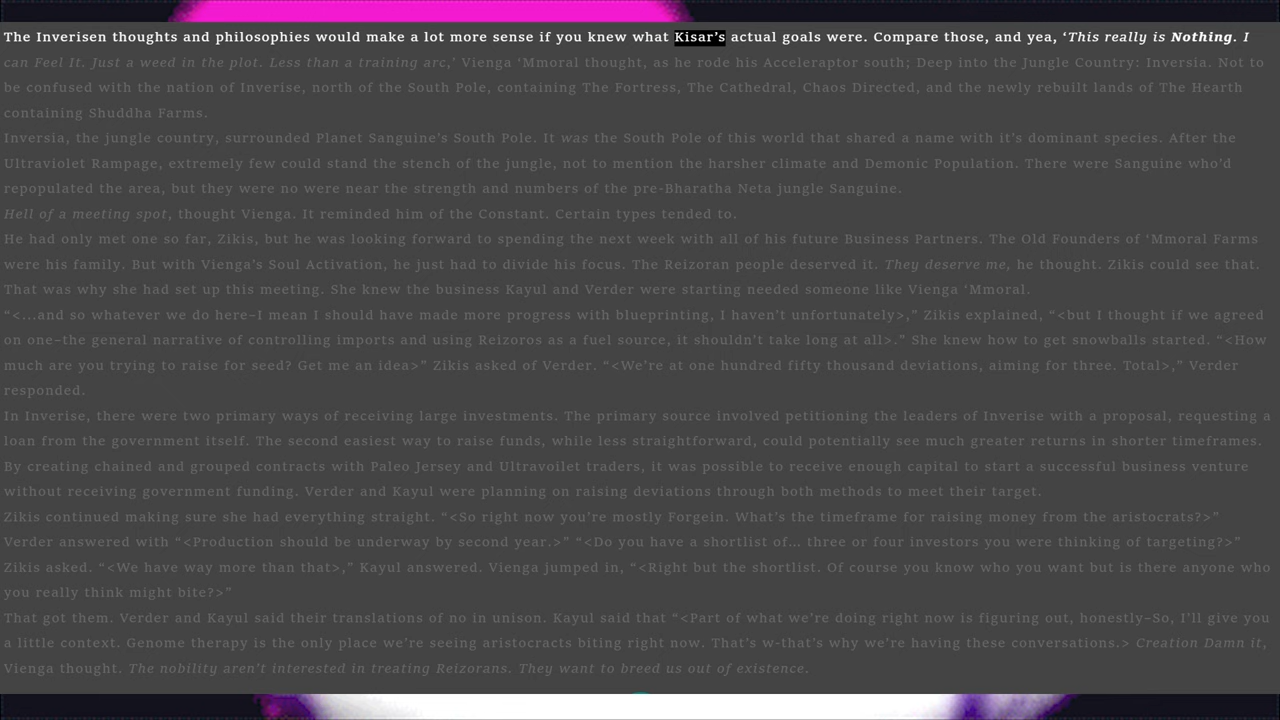 The Inverisen thoughts and philosophies would make a lot more sense if you knew what Kisar’s actual goals were. Compare those, and yea, ‘This really is Nothing. I
can Feel It. Just a weed in the plot. Less than a training arc,’ Vienga ‘Mmoral thought, as he rode his Acceleraptor south; Deep into the Jungle Country: Inversia. Not to
be confused with the nation of Inverise, north of the South Pole, containing The Fortress, The Cathedral, Chaos Directed, and the newly rebuilt lands of The Hearth
containing Shuddha Farms.
Inversia, the jungle country, surrounded Planet Sanguine’s South Pole. It was the South Pole of this world that shared a name with it’s dominant species. After the
Ultraviolet Rampage, extremely few could stand the stench of the jungle, not to mention the harsher climate and Demonic Population. There were Sanguine who’d
repopulated the area, but they were no were near the strength and numbers of the pre-Bharatha Neta jungle Sanguine.
Hell of a meeting spot, thought Vienga. It reminded him of the Constant. Certain types tended to.
He had only met one so far, Zikis, but he was looking forward to spending the next week with all of his future Business Partners. The Old Founders of ‘Mmoral Farms
were his family. But with Vienga’s Soul Activation, he just had to divide his focus. The Reizoran people deserved it. They deserve me, he thought. Zikis could see that.
That was why she had set up this meeting. She knew the business Kayul and Verder were starting needed someone like Vienga ‘Mmoral.
“<...and so whatever we do here–I mean I should have made more progress with blueprinting, I haven’t unfortunately>,” Zikis explained, “<but I thought if we agreed
on one–the general narrative of controlling imports and using Reizoros as a fuel source, it shouldn’t take long at all>.” She knew how to get snowballs started. “<How
much are you trying to raise for seed? Get me an idea>” Zikis asked of Verder. “<We’re at one hundred fifty thousand deviations, aiming for three. Total>,” Verder
responded.
In Inverise, there were two primary ways of receiving large investments. The primary source involved petitioning the leaders of Inverise with a proposal, requesting a
loan from the government itself. The second easiest way to raise funds, while less straightforward, could potentially see much greater returns in shorter timeframes.
By creating chained and grouped contracts with Paleo Jersey and Ultravoilet traders, it was possible to receive enough capital to start a successful business venture
without receiving government funding. Verder and Kayul were planning on raising deviations through both methods to meet their target.
Zikis continued making sure she had everything straight. “<So right now you’re mostly Forgein. What’s the timeframe for raising money from the aristocrats?>”
Verder answered with “<Production should be underway by second year.>” “<Do you have a shortlist of... three or four investors you were thinking of targeting?>”
Zikis asked. “<We have way more than that>,” Kayul answered. Vienga jumped in, “<Right but the shortlist. Of course you know who you want but is there anyone who
you really think might bite?>”
That got them. Verder and Kayul said their translations of no in unison. Kayul said that “<Part of what we’re doing right now is figuring out, honestly–So, I’ll give you
a little context. Genome therapy is the only place we’re seeing aristocrats biting right now. That’s w-that’s why we’re having these conversations.> Creation Damn it,
Vienga thought. The nobility aren’t interested in treating Reizorans. They want to breed us out of existence.